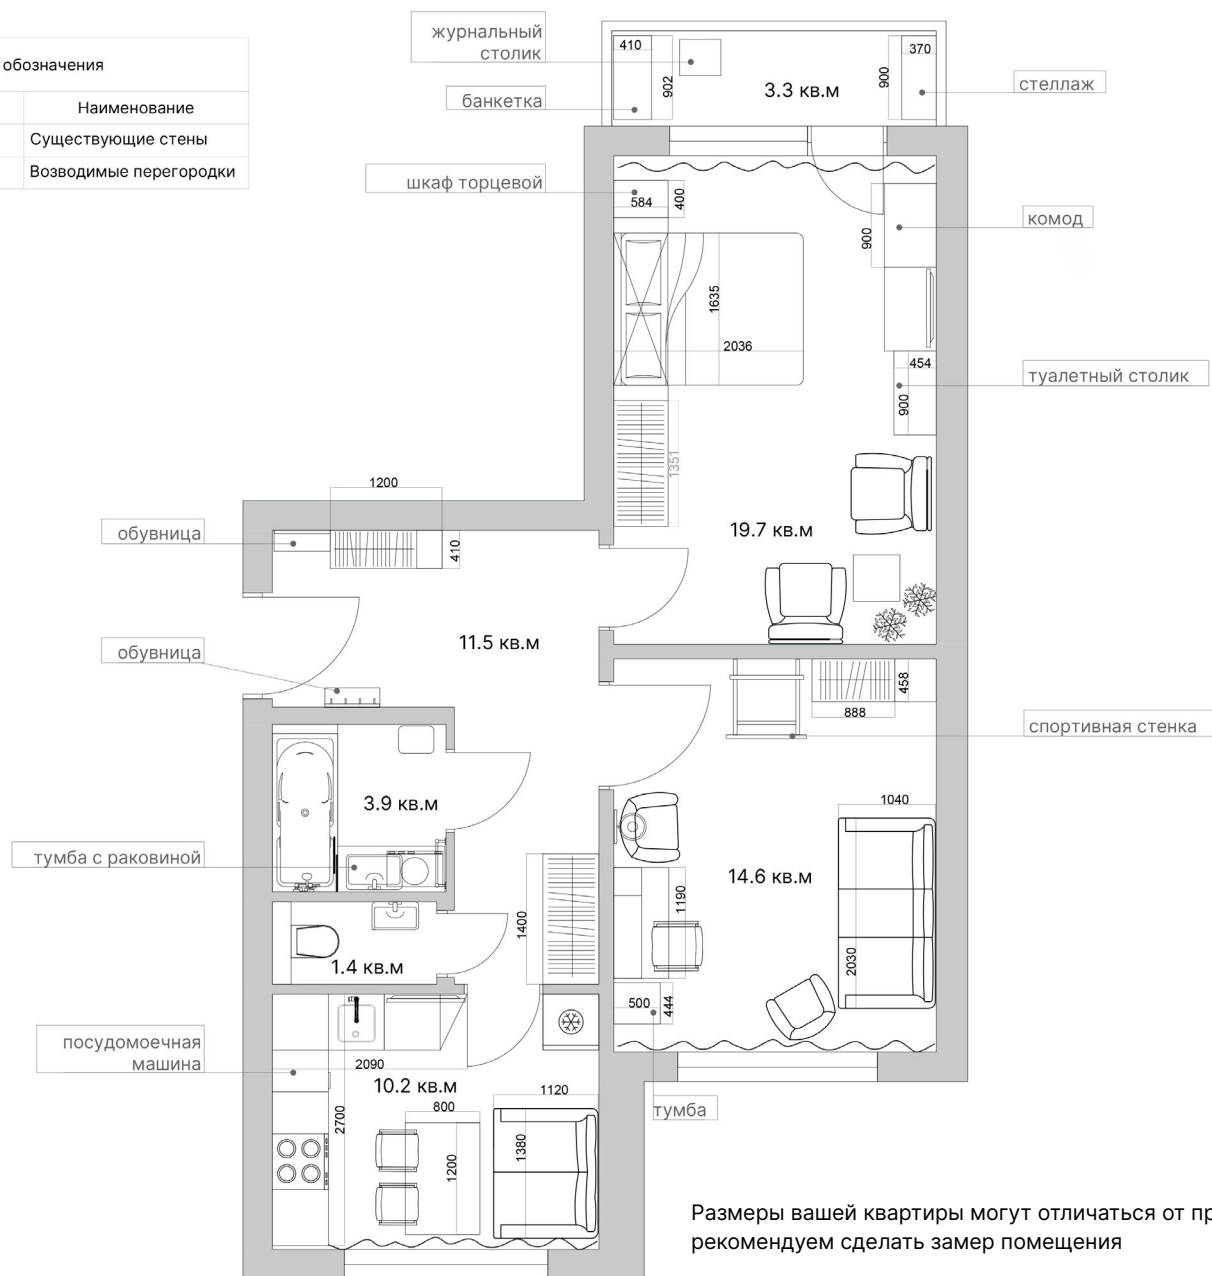 обозначения
Наименование
Существующие стены
Возводимые перегородки
журнальный
столик
банкетка
410
902
3.3 кв.м
900
370
стеллаж
шкаф торцевой
584
400
900
комод
1635
2036
454
900
туалетный столик
1351
1200
410
обувница
19.7 кв.м
11.5 кв.м
обувница
458
888
спортивная стенка
3.9 кв.м
1040
тумба с раковиной
14.6 кв.м
1190
1400
2030
1.4 кв.м
500
444
посудомоечная
машина
2090
10.2 кв.м
1120
800
тумба
2700
1200
1380
Размеры вашей квартиры могут отличаться от пр
рекомендуем сделать замер помещения